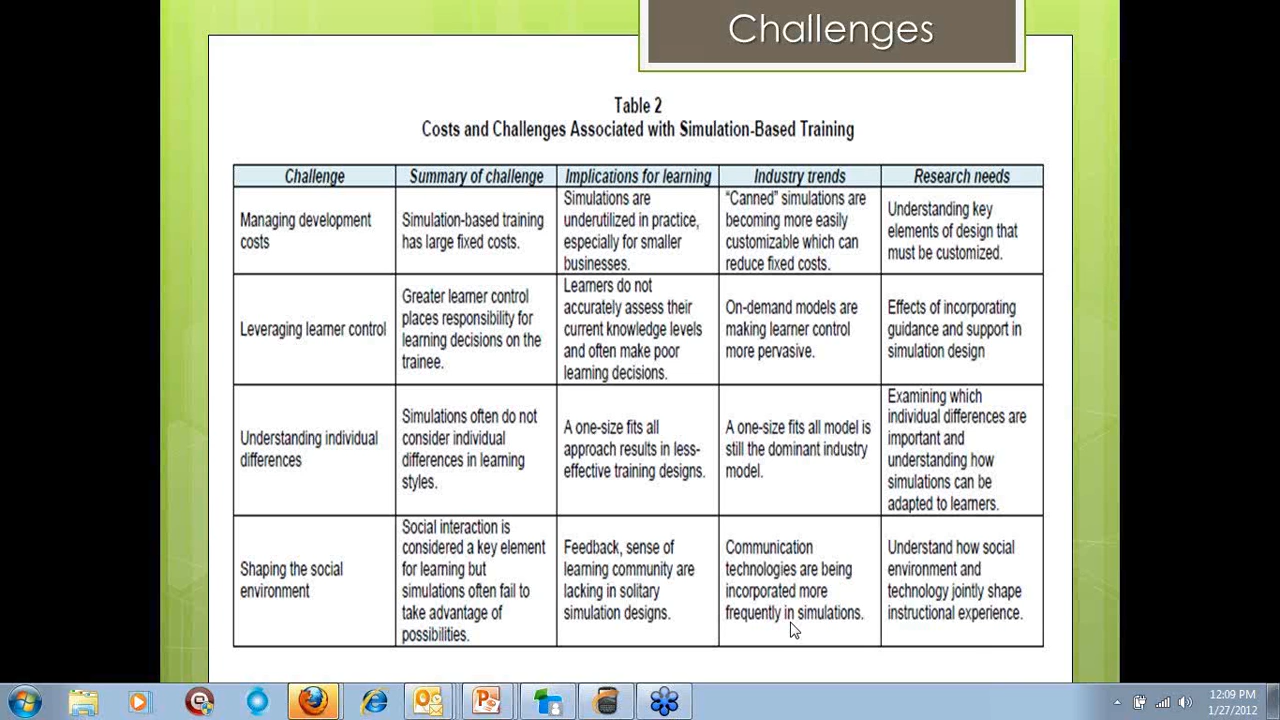 Challenges
Table 2
Costs and Challenges Associated with Simulation-Based Training
Challenge
Summary of challenge
Implications for learning
Industry trends
Research needs
Managing development
costs
Simulation-based training
has large fixed costs.
Simulations are
underutilized in practice,
especially for smaller
businesses.
“Canned” simulations are
becoming more easily
customizable which can
reduce fixed costs.
Understanding key
elements of design that
must be customized.
Leveraging learner control
Greater learner control
places responsibility for
learning decisions on the
trainee.
Learners do not
accurately assess their
current knowledge levels
and often make poor
learning decisions.
On-demand models are
making learner control
more pervasive.
Effects of incorporating
guidance and support in
simulation design
Understanding individual
differences
Simulations often do not
consider individual
differences in learning
styles.
A one-size fits all
approach results in less-
effective training designs.
A one-size fits all model is
still the dominant industry
model.
Examining which
individual differences are
important and
understanding how
simulations can be
adapted to learners.
Shaping the social
environment
Social interaction is
considered a key element
for learning but
simulations often fail to
take advantage of
possibilities.
Feedback, sense of
learning community are
lacking in solitary
simulation designs.
Communication
technologies are being
incorporated more
frequently in simulations.
Understand how social
environment and
technology jointly shape
instructional experience.
12:09 PM
1/27/2012